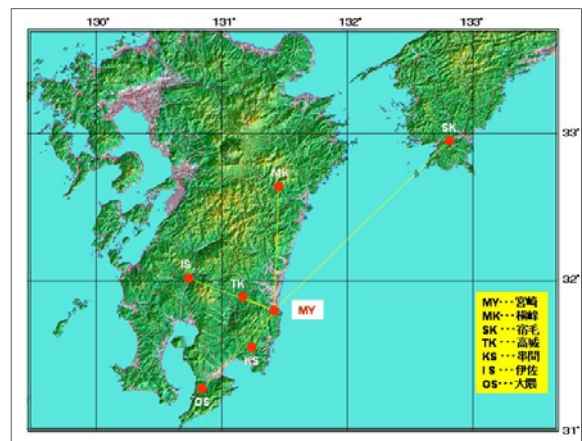 130° 131° 132° 133°
33°
SK
MK
32°
IS
TK
MY
KS
OS
31°
MY・・・宮崎
MK・・・槙峰
SK・・・宿毛
TK・・・高城
KS・・・串間
IS・・・伊佐
OS・・・大隈